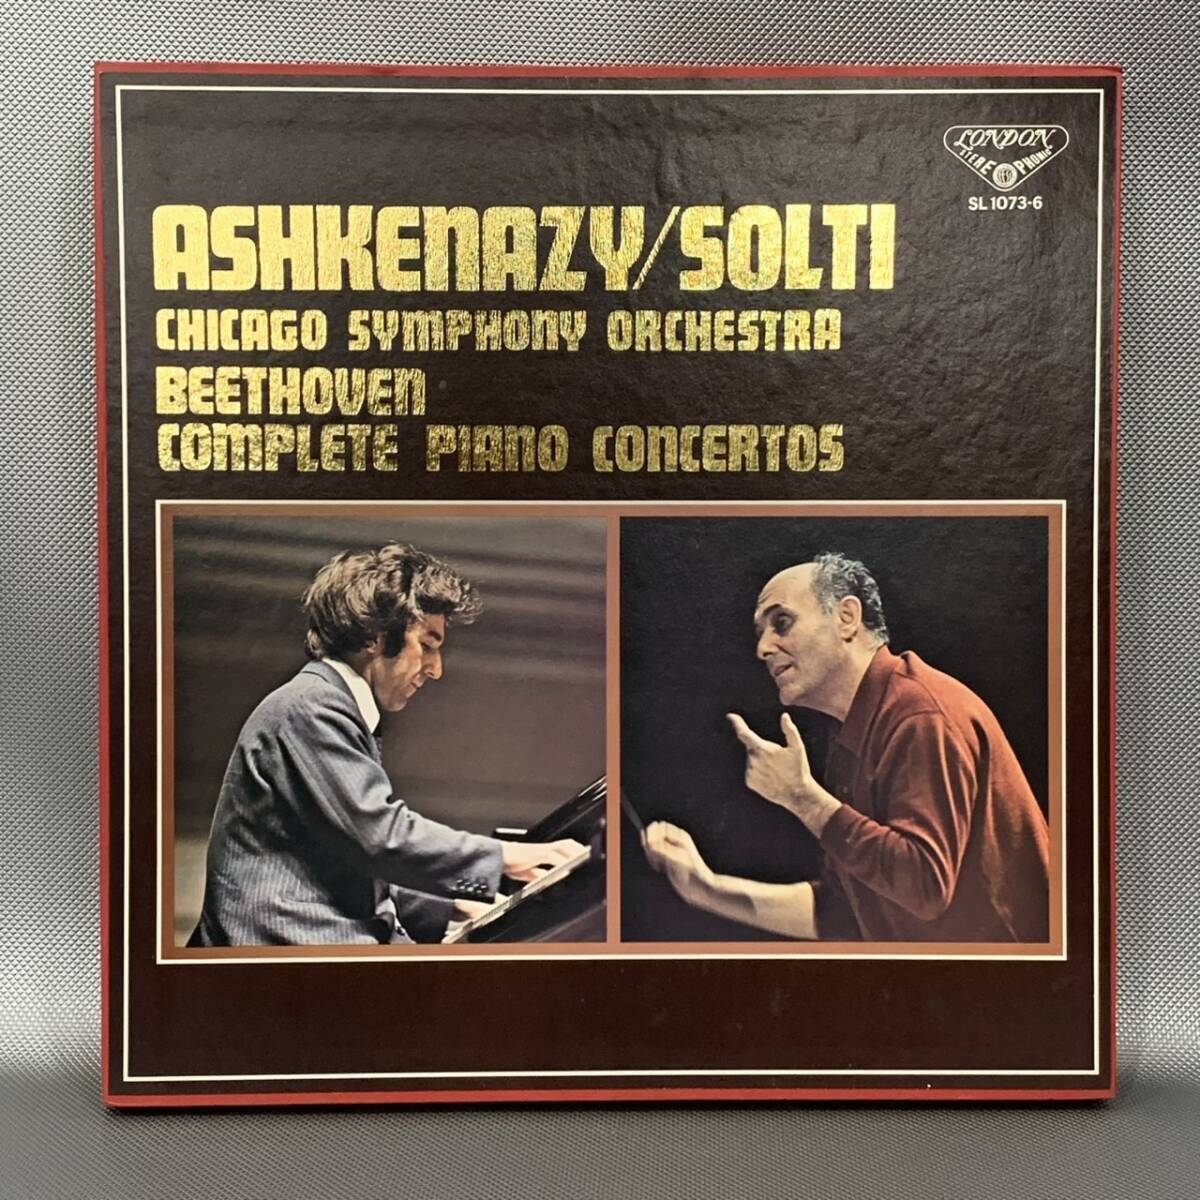 LONDON
STEREOPHONIC
SL 1073-6
ASHKENAZY/SOLTI
CHICAGO SYMPHONY ORCHESTRA
BEETHOVEN
COMPLETE PIANO CONCERTOS